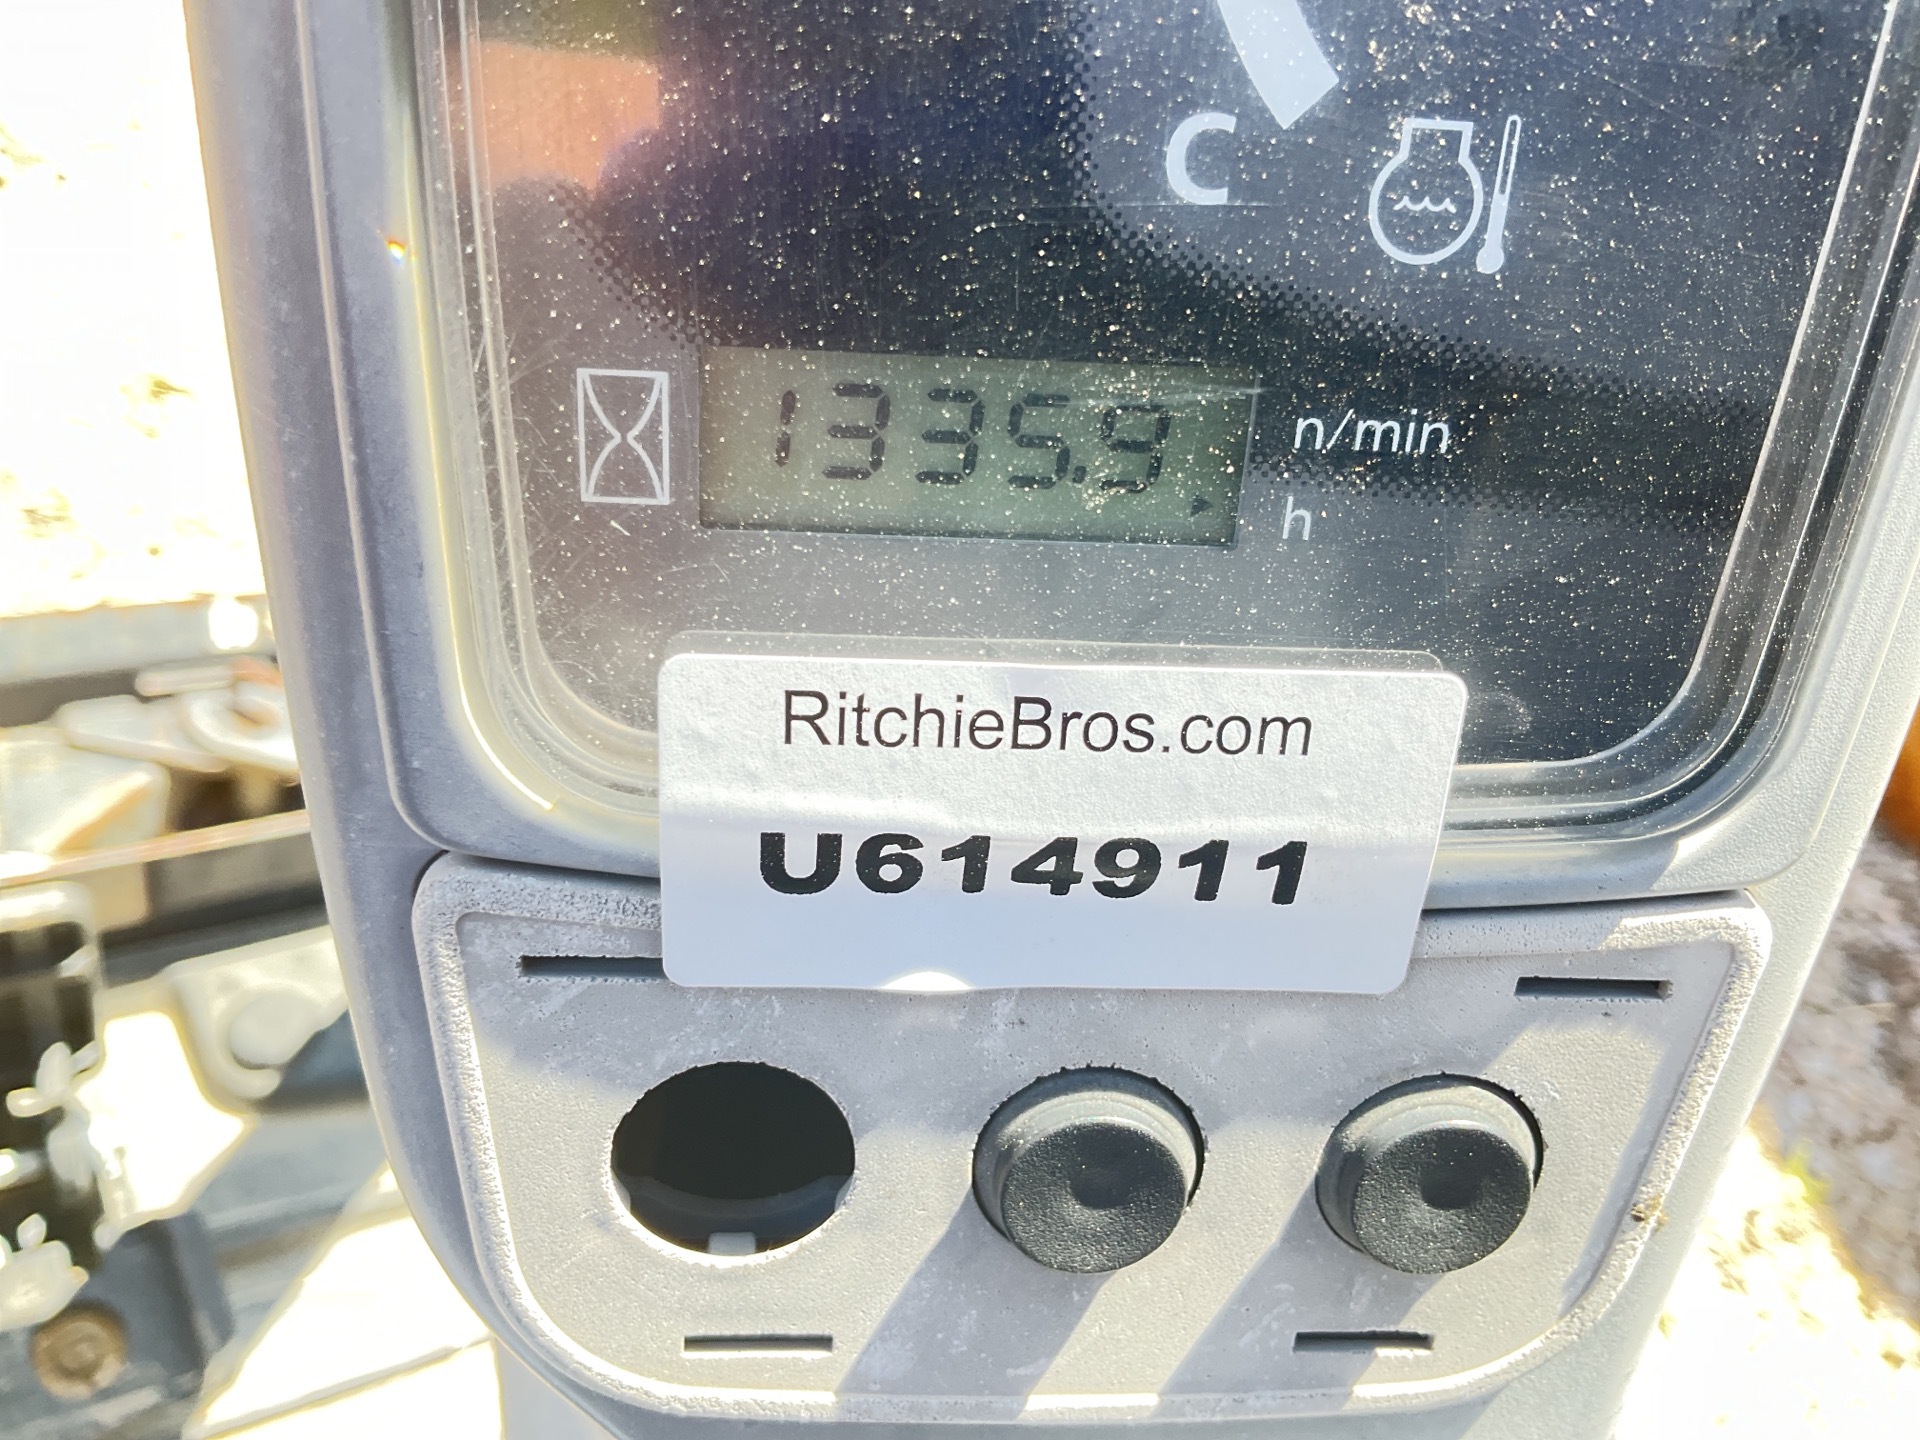 C
1335.9
n/min
h
RitchieBros.com
U614911